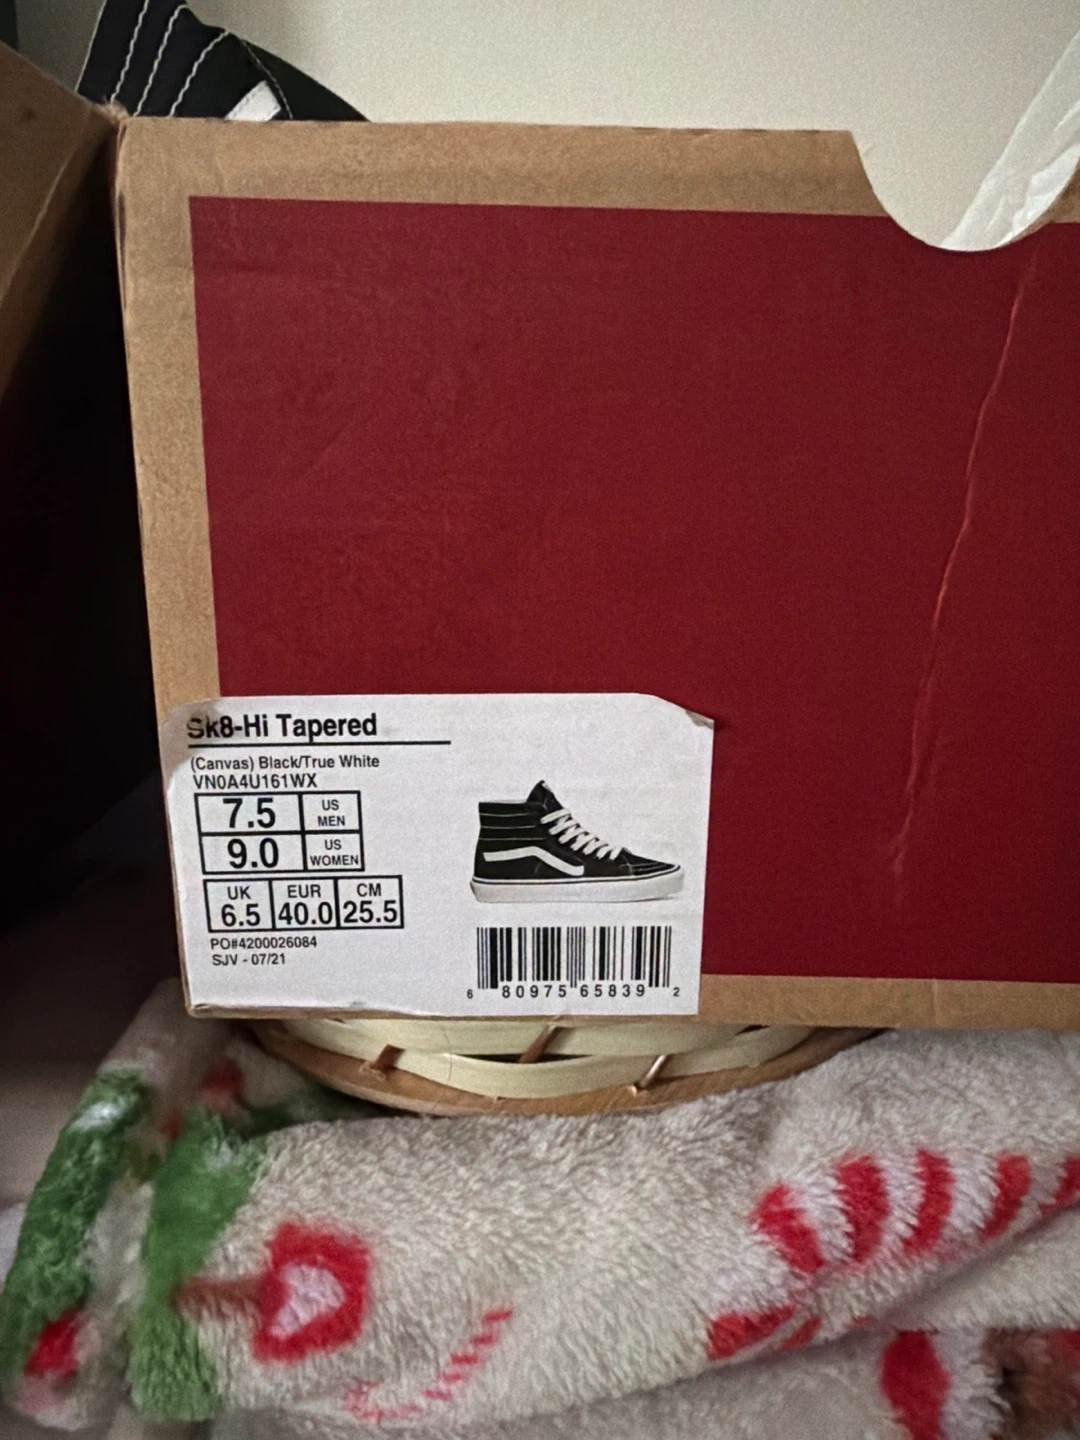 Sk8-Hi Tapered
(Canvas) Black/True White
VN0A4U161WX
7.5 US MEN
9.0 US WOMEN
UK EUR CM
6.5 40.0 25.5
PO#4200026084
SJV - 07/21
6 80975 65839 2